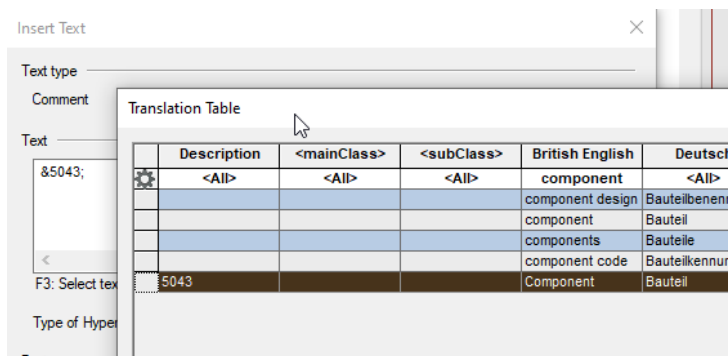 Insert Text
Text type
Comment
Translation Table
Text
&5043;
Description <mainClass> <subClass> British English Deutsch
<All> <All> <All> component <All>
component design Bauteilbenenn
component Bauteil
components Bauteile
component code Bauteilkennur
5043 Component Bauteil
F3: Select tex
Type of Hyper